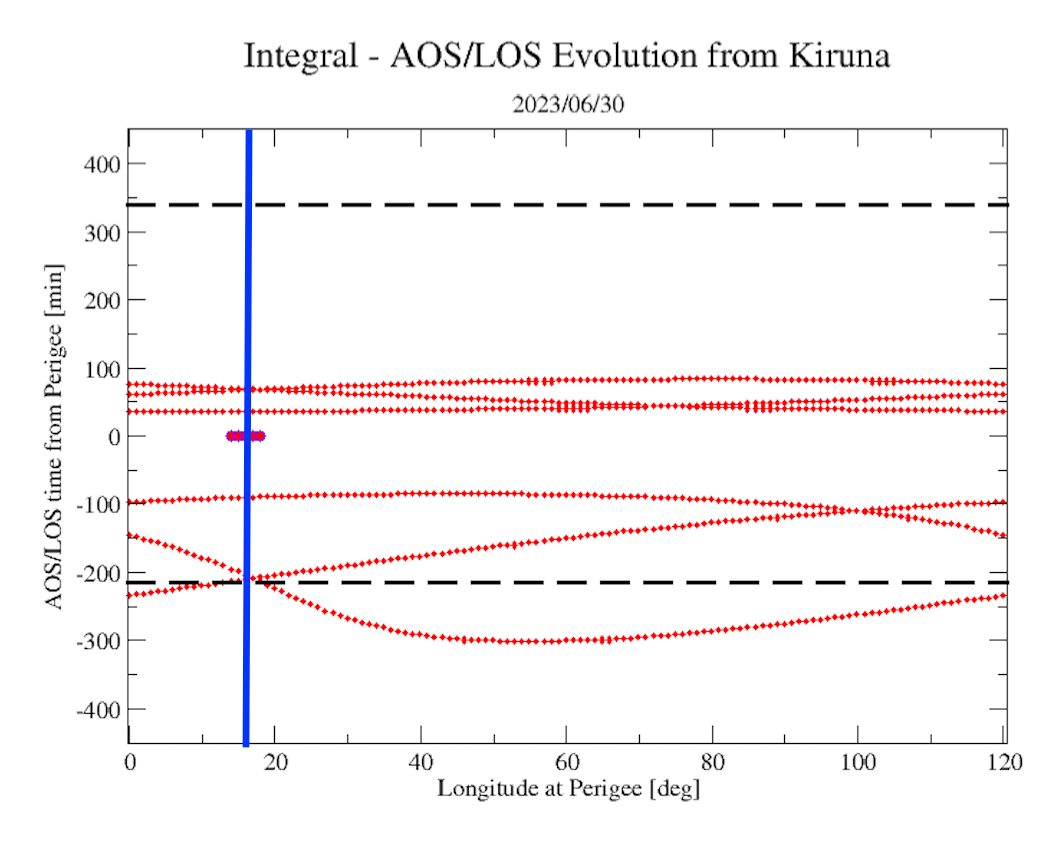 Integral - AOS/LOS Evolution from Kiruna
2023/06/30
400
300
200
100
0
-100
-200
-300
-400
AOS/LOS time from Perigee [min]
0 20 40 60 80 100 120
Longitude at Perigee [deg]